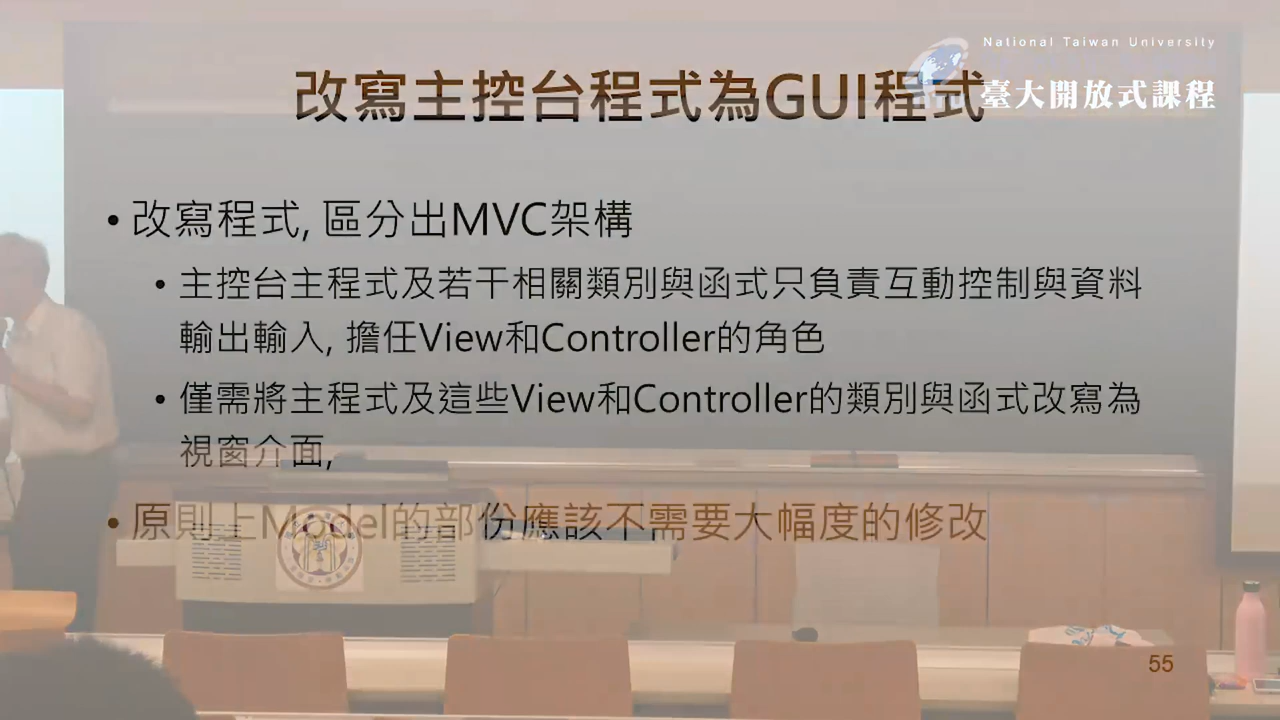 National Taiwan University
臺大開放式課程
改寫主控台程式為GUI程式
• 改寫程式, 區分出MVC架構
• 主控台主程式及若干相關類別與函式只負責互動控制與資料
輸出輸入, 擔任View和Controller的角色
• 僅需將主程式及這些View和Controller的類別與函式改寫為
視窗介面,
• 原則上Model的部份應該不需要大幅度的修改
55